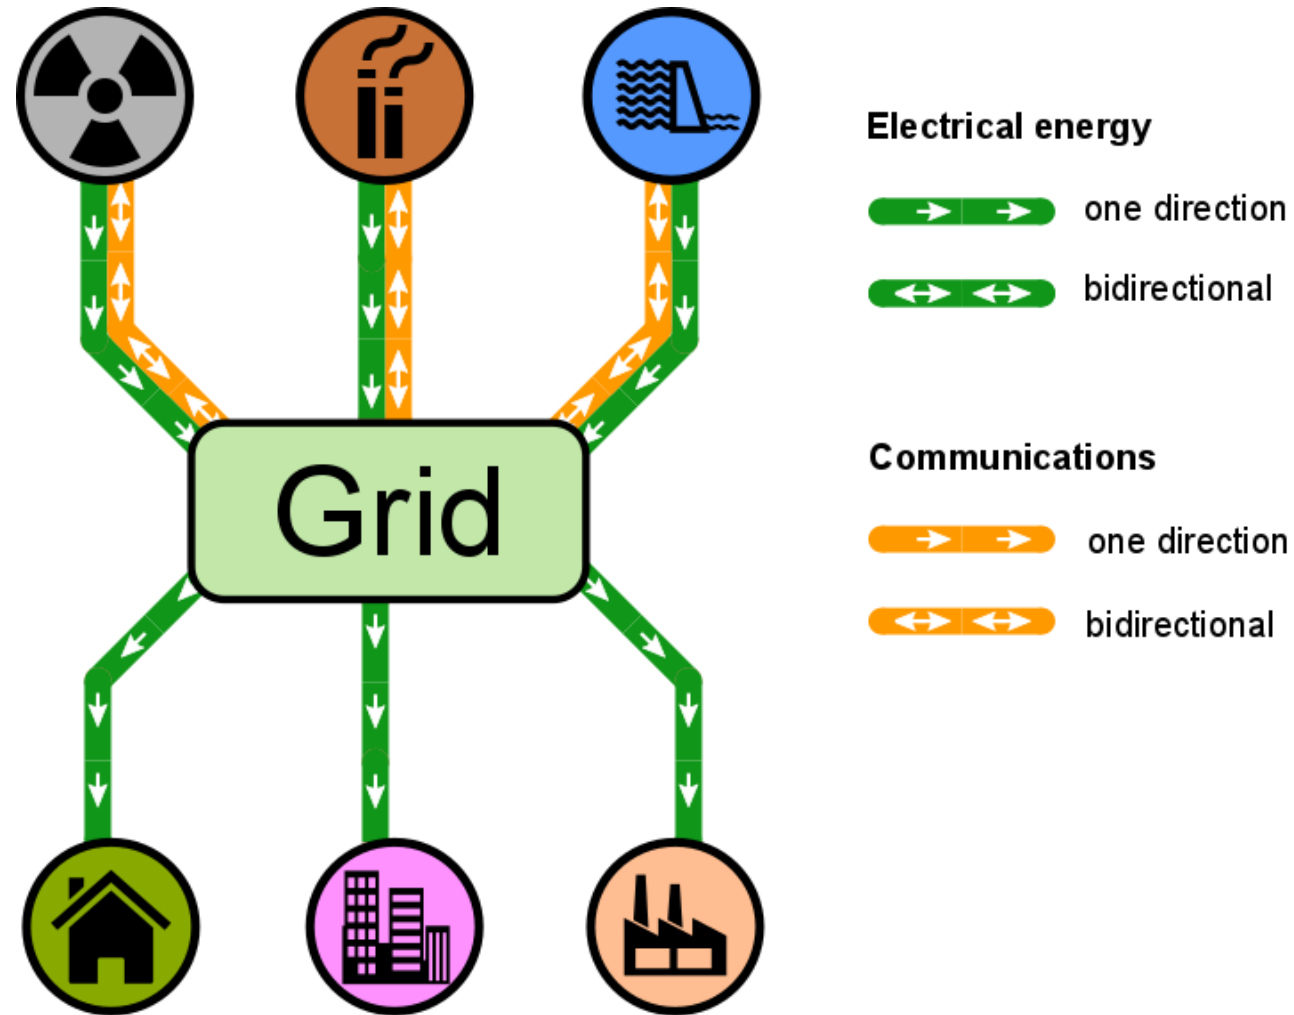 Grid
Electrical energy
one direction
bidirectional
Communications
one direction
bidirectional